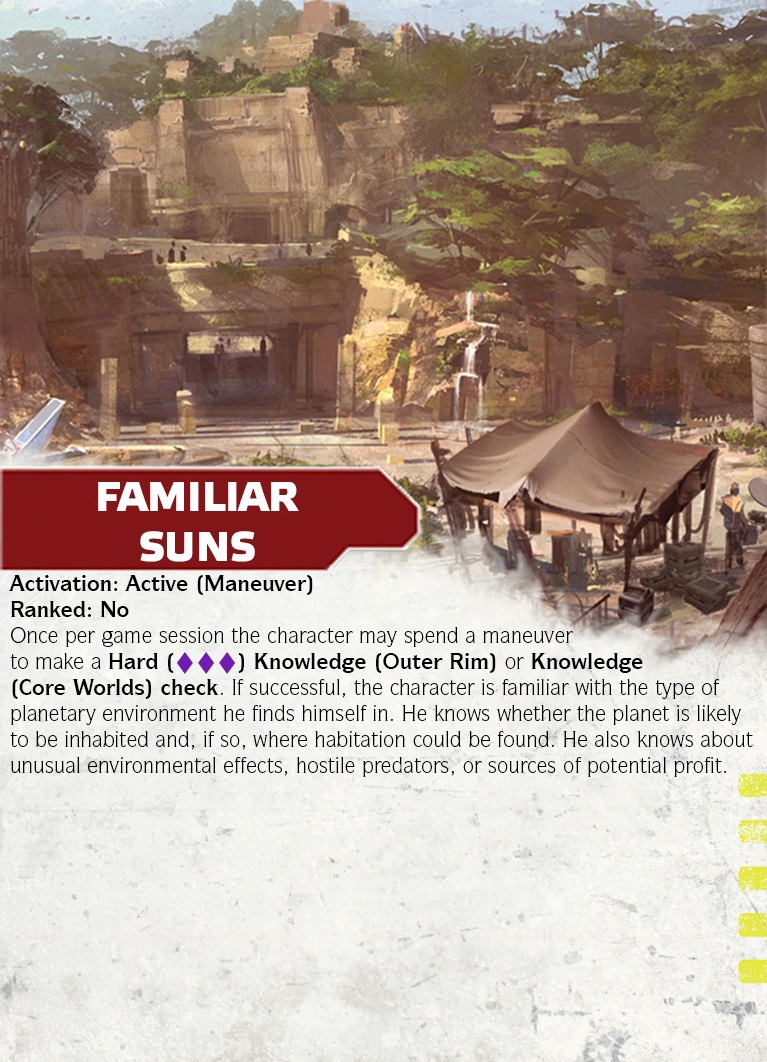 FAMILIAR
SUNS
Activation: Active (Maneuver)
Ranked: No
Once per game session the character may spend a maneuver
to make a Hard (♦♦♦) Knowledge (Outer Rim) or Knowledge
(Core Worlds) check. If successful, the character is familiar with the type of
planetary environment he finds himself in. He knows whether the planet is likely
to be inhabited and, if so, where habitation could be found. He also knows about
unusual environmental effects, hostile predators, or sources of potential profit.